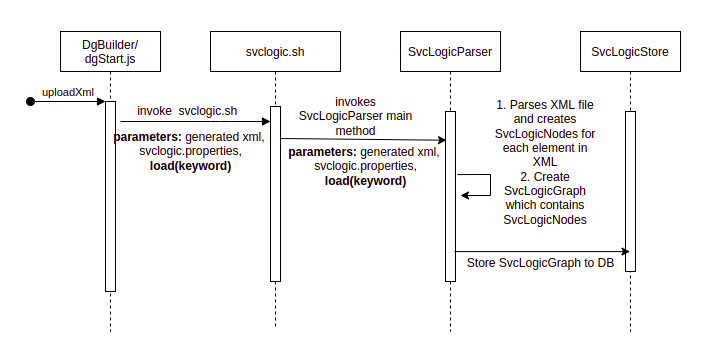 DgBuilder/
dgStart.js
svclogic.sh
SvcLogicParser
SvcLogicStore
uploadXml
invoke svclogic.sh
parameters: generated xml,
svclogic.properties,
load(keyword)
invokes
SvcLogicParser main
method
parameters: generated xml,
svclogic.properties,
load(keyword)
1. Parses XML file
and creates
SvcLogicNodes for
each element in
XML
2. Create
SvcLogicGraph
which contains
SvcLogicNodes
Store SvcLogicGraph to DB